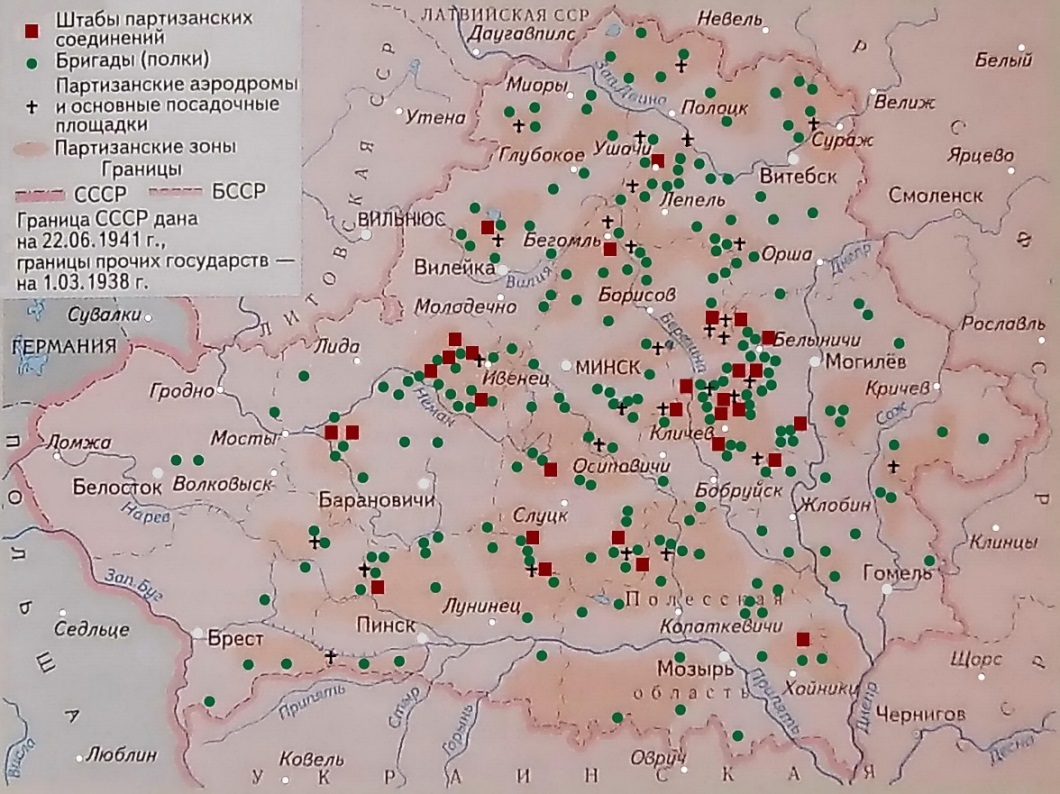 Штабы партизанских
соединений
Бригады (полки)
Партизанские аэродромы
и основные посадочные
площадки
Партизанские зоны
Границы
СССР БССР
Граница СССР дана
на 22.06.1941 г.,
границы прочих государств —
на 1.03.1938 г.
ЛАТВИЙСКАЯ ССР
Даугавпилс
Невель
Белый
Миоры
Зап. Двина
Полоцк
Велиж
Утена
Сураж
Глубокое
Ушачи
Ярцево
Витебск
Смоленск
Лепель
ВИЛЬНЮС
ЛИТОВСКАЯ ССР
Бегомль
Орша
Днепр
Вилейка
Вилия
Борисов
Молодечно
Березина
Сувалки
Рославль
ГЕРМАНИЯ
Лида
Белыничи
МИНСК
Могилёв
Ивенец
Гродно
Кричев
Неман
Сож
Ломжа
Мосты
Кличев
Осиповичи
Белосток
Волковыск
Барановичи
Бобруйск
Жлобин
Нарев
Слуцк
Клинцы
Гомель
Зап. Буг
Полесская
Лунинец
Седльце
Копаткевичи
Брест
Пинск
Мозырь
Щорс
область
Хойники
Припять
Припять
Стыр
Горынь
Днепр
Чернигов
Висла
Люблин
Ковель
Овруч
Десна
ПОЛЬША
УКРАИНСКАЯ
ССР
Р С Ф С Р